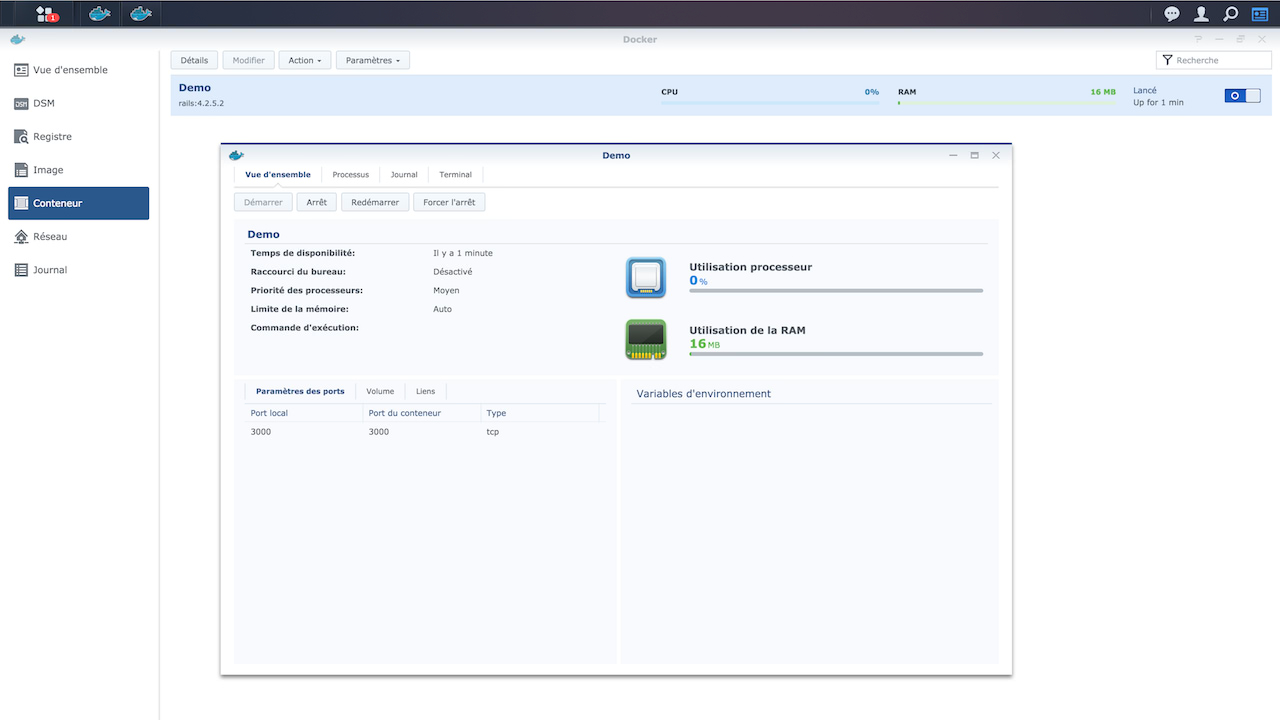 1
Docker
Vue d'ensemble
DSM
DSM
Registre
Image
Conteneur
Réseau
Journal
Détails
Modifier
Action
Paramètres
Recherche
Demo
rails:4.2.5.2
CPU 0%
RAM 16 MB
Lancé
Up for 1 min
Demo
Vue d'ensemble Processus Journal Terminal
Démarrer Arrêt Redémarrer Forcer l'arrêt
Demo
Temps de disponibilité: Il y a 1 minute
Raccourci du bureau: Désactivé
Priorité des processeurs: Moyen
Limite de la mémoire: Auto
Commande d'exécution:
Utilisation processeur
0 %
Utilisation de la RAM
16 MB
Paramètres des ports Volume Liens
Port local Port du conteneur Type
3000 3000 tcp
Variables d'environnement